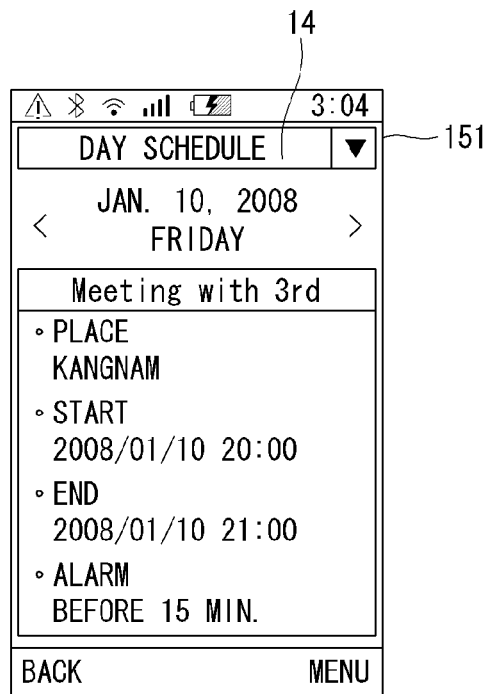 14
3:04
DAY SCHEDULE ▼
151
JAN. 10, 2008
< >
FRIDAY
Meeting with 3rd
∘ PLACE
KANGNAM
∘ START
2008/01/10 20:00
∘ END
2008/01/10 21:00
∘ ALARM
BEFORE 15 MIN.
BACK MENU